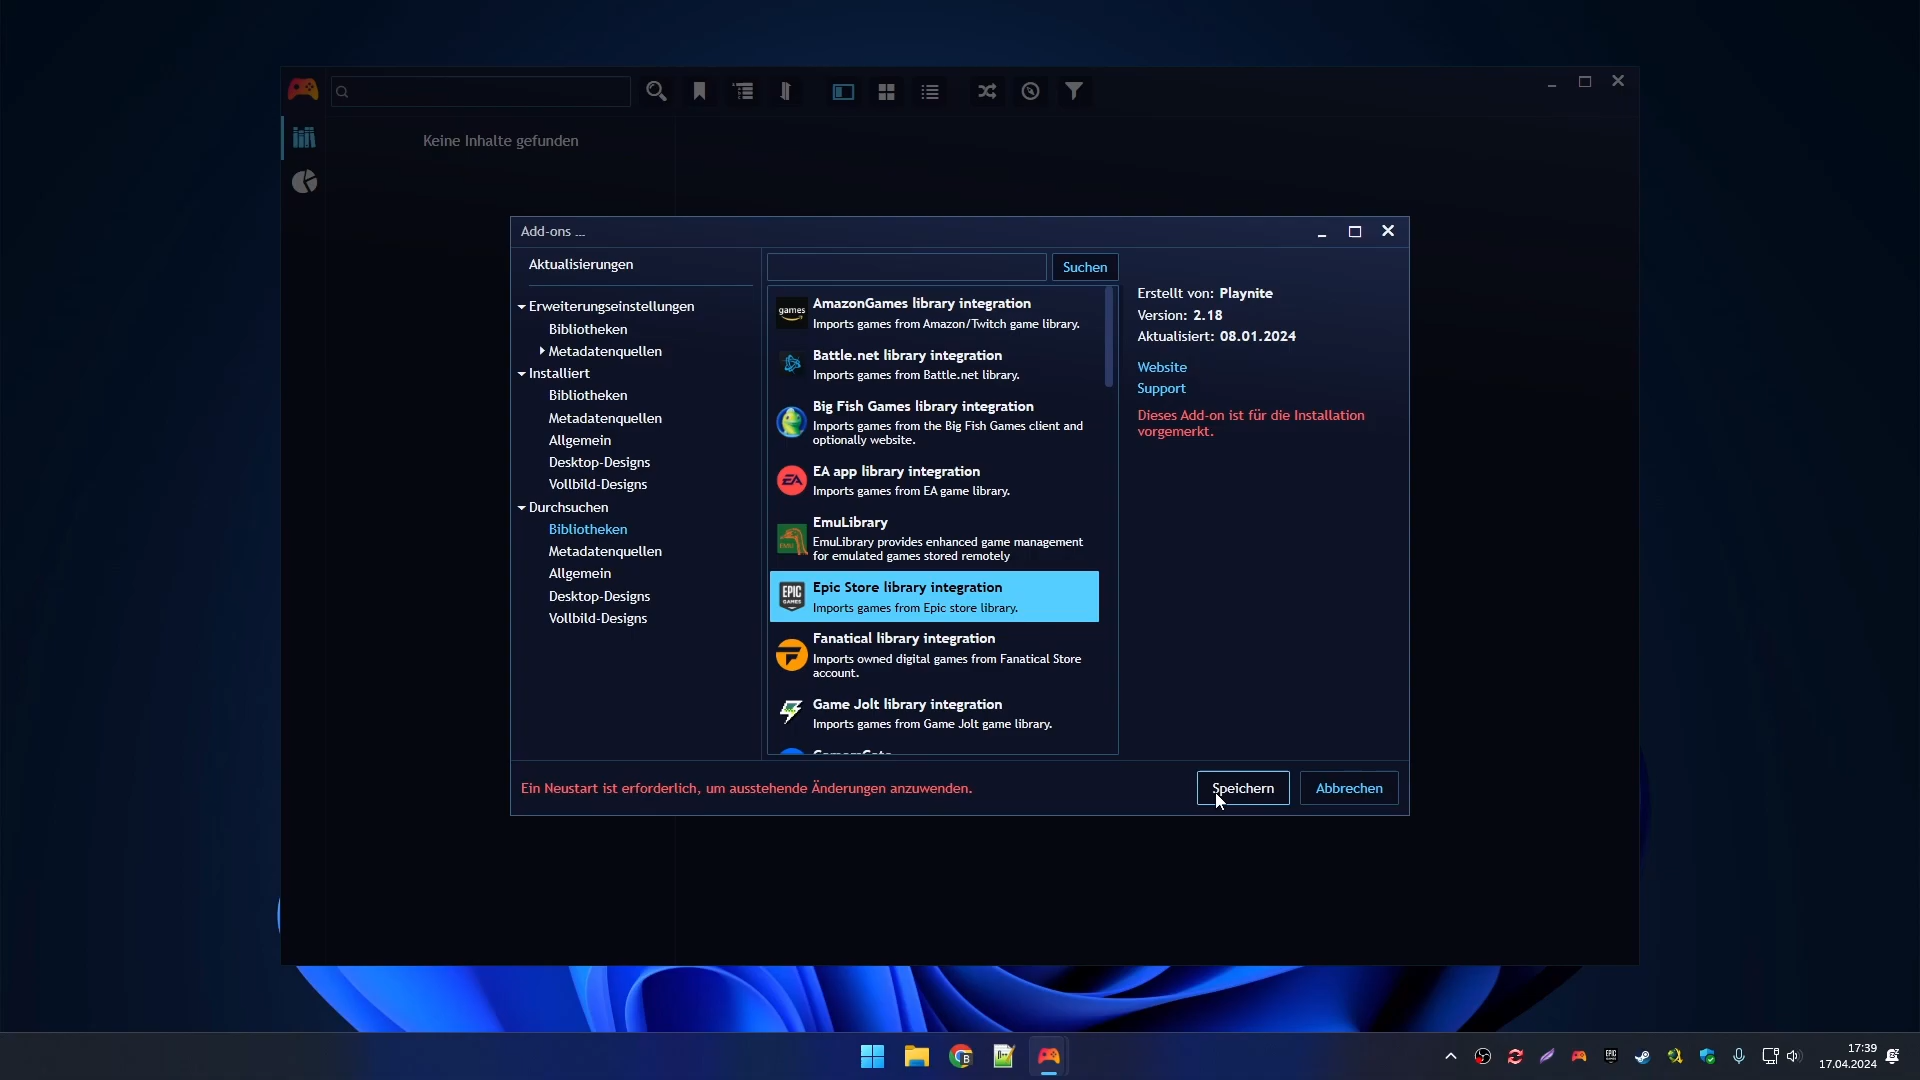 Keine Inhalte gefunden
Add-ons ...
Aktualisierungen
Erweiterungseinstellungen
Bibliotheken
Metadatenquellen
Installiert
Bibliotheken
Metadatenquellen
Allgemein
Desktop-Designs
Vollbild-Designs
Durchsuchen
Bibliotheken
Metadatenquellen
Allgemein
Desktop-Designs
Vollbild-Designs
Suchen
games
AmazonGames library integration
Imports games from Amazon/Twitch game library.
Battle.net library integration
Imports games from Battle.net library.
Big Fish Games library integration
Imports games from the Big Fish Games client and
optionally website.
EA
EA app library integration
Imports games from EA game library.
EMU
EmuLibrary
EmuLibrary provides enhanced game management
for emulated games stored remotely
EPIC
GAMES
Epic Store library integration
Imports games from Epic store library.
Fanatical library integration
Imports owned digital games from Fanatical Store
account.
Game Jolt library integration
Imports games from Game Jolt game library.
Erstellt von: Playnite
Version: 2.18
Aktualisiert: 08.01.2024
Website
Support
Dieses Add-on ist für die Installation
vorgemerkt.
Ein Neustart ist erforderlich, um ausstehende Änderungen anzuwenden.
Speichern
Abbrechen
17:39
17.04.2024